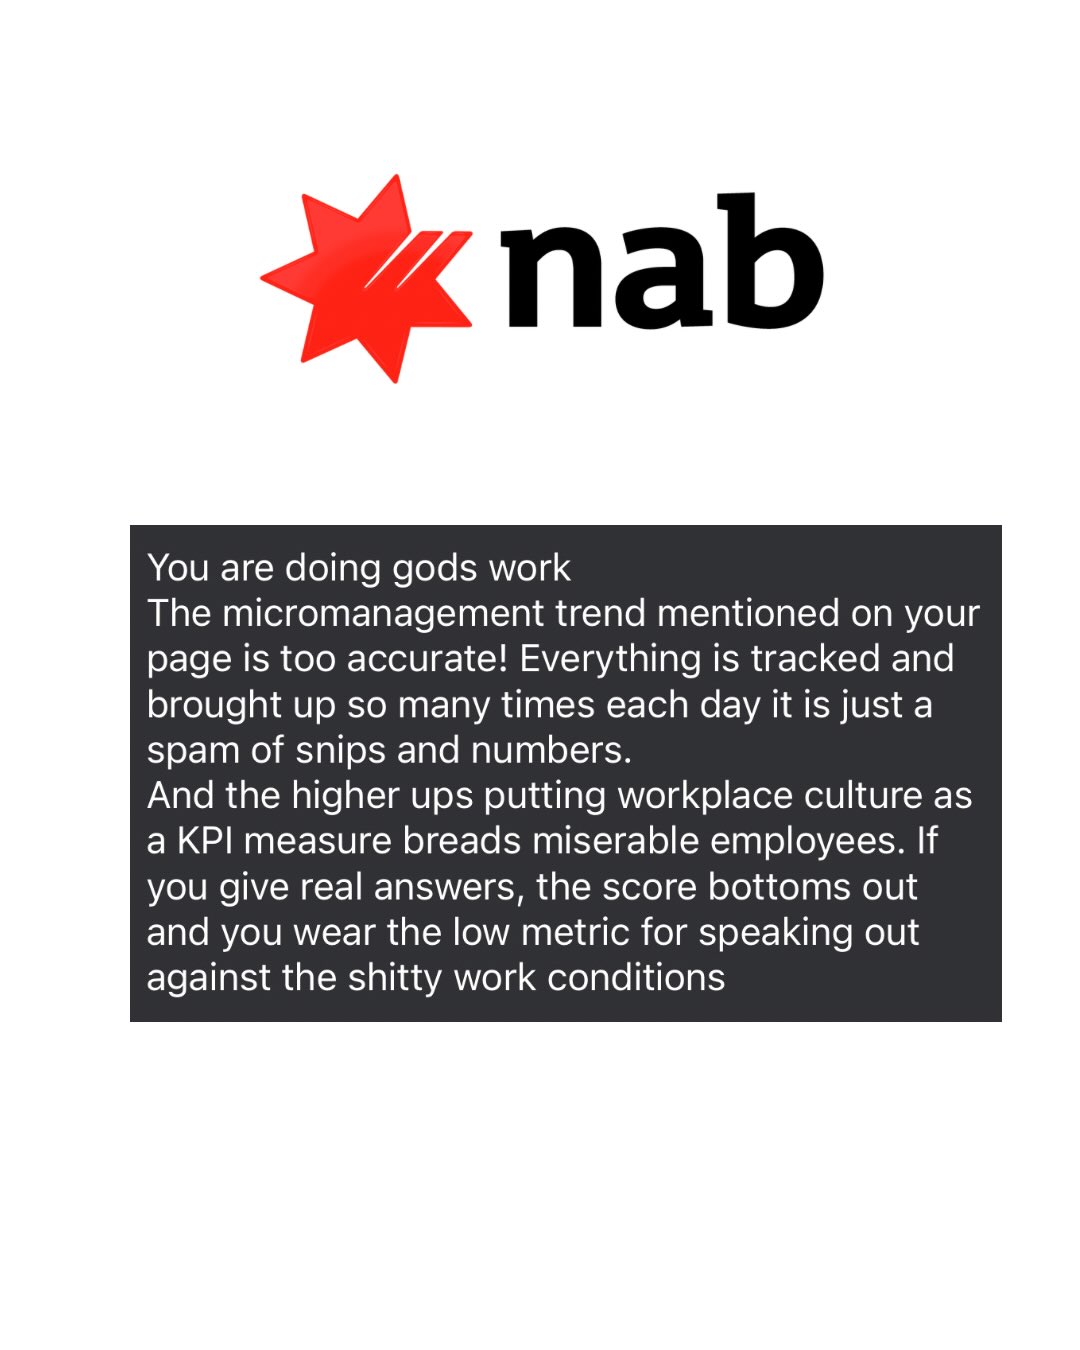 nab
You are doing gods work
The micromanagement trend mentioned on your
page is too accurate! Everything is tracked and
brought up so many times each day it is just a
spam of snips and numbers.
And the higher ups putting workplace culture as
a KPI measure breads miserable employees. If
you give real answers, the score bottoms out
and you wear the low metric for speaking out
against the shitty work conditions